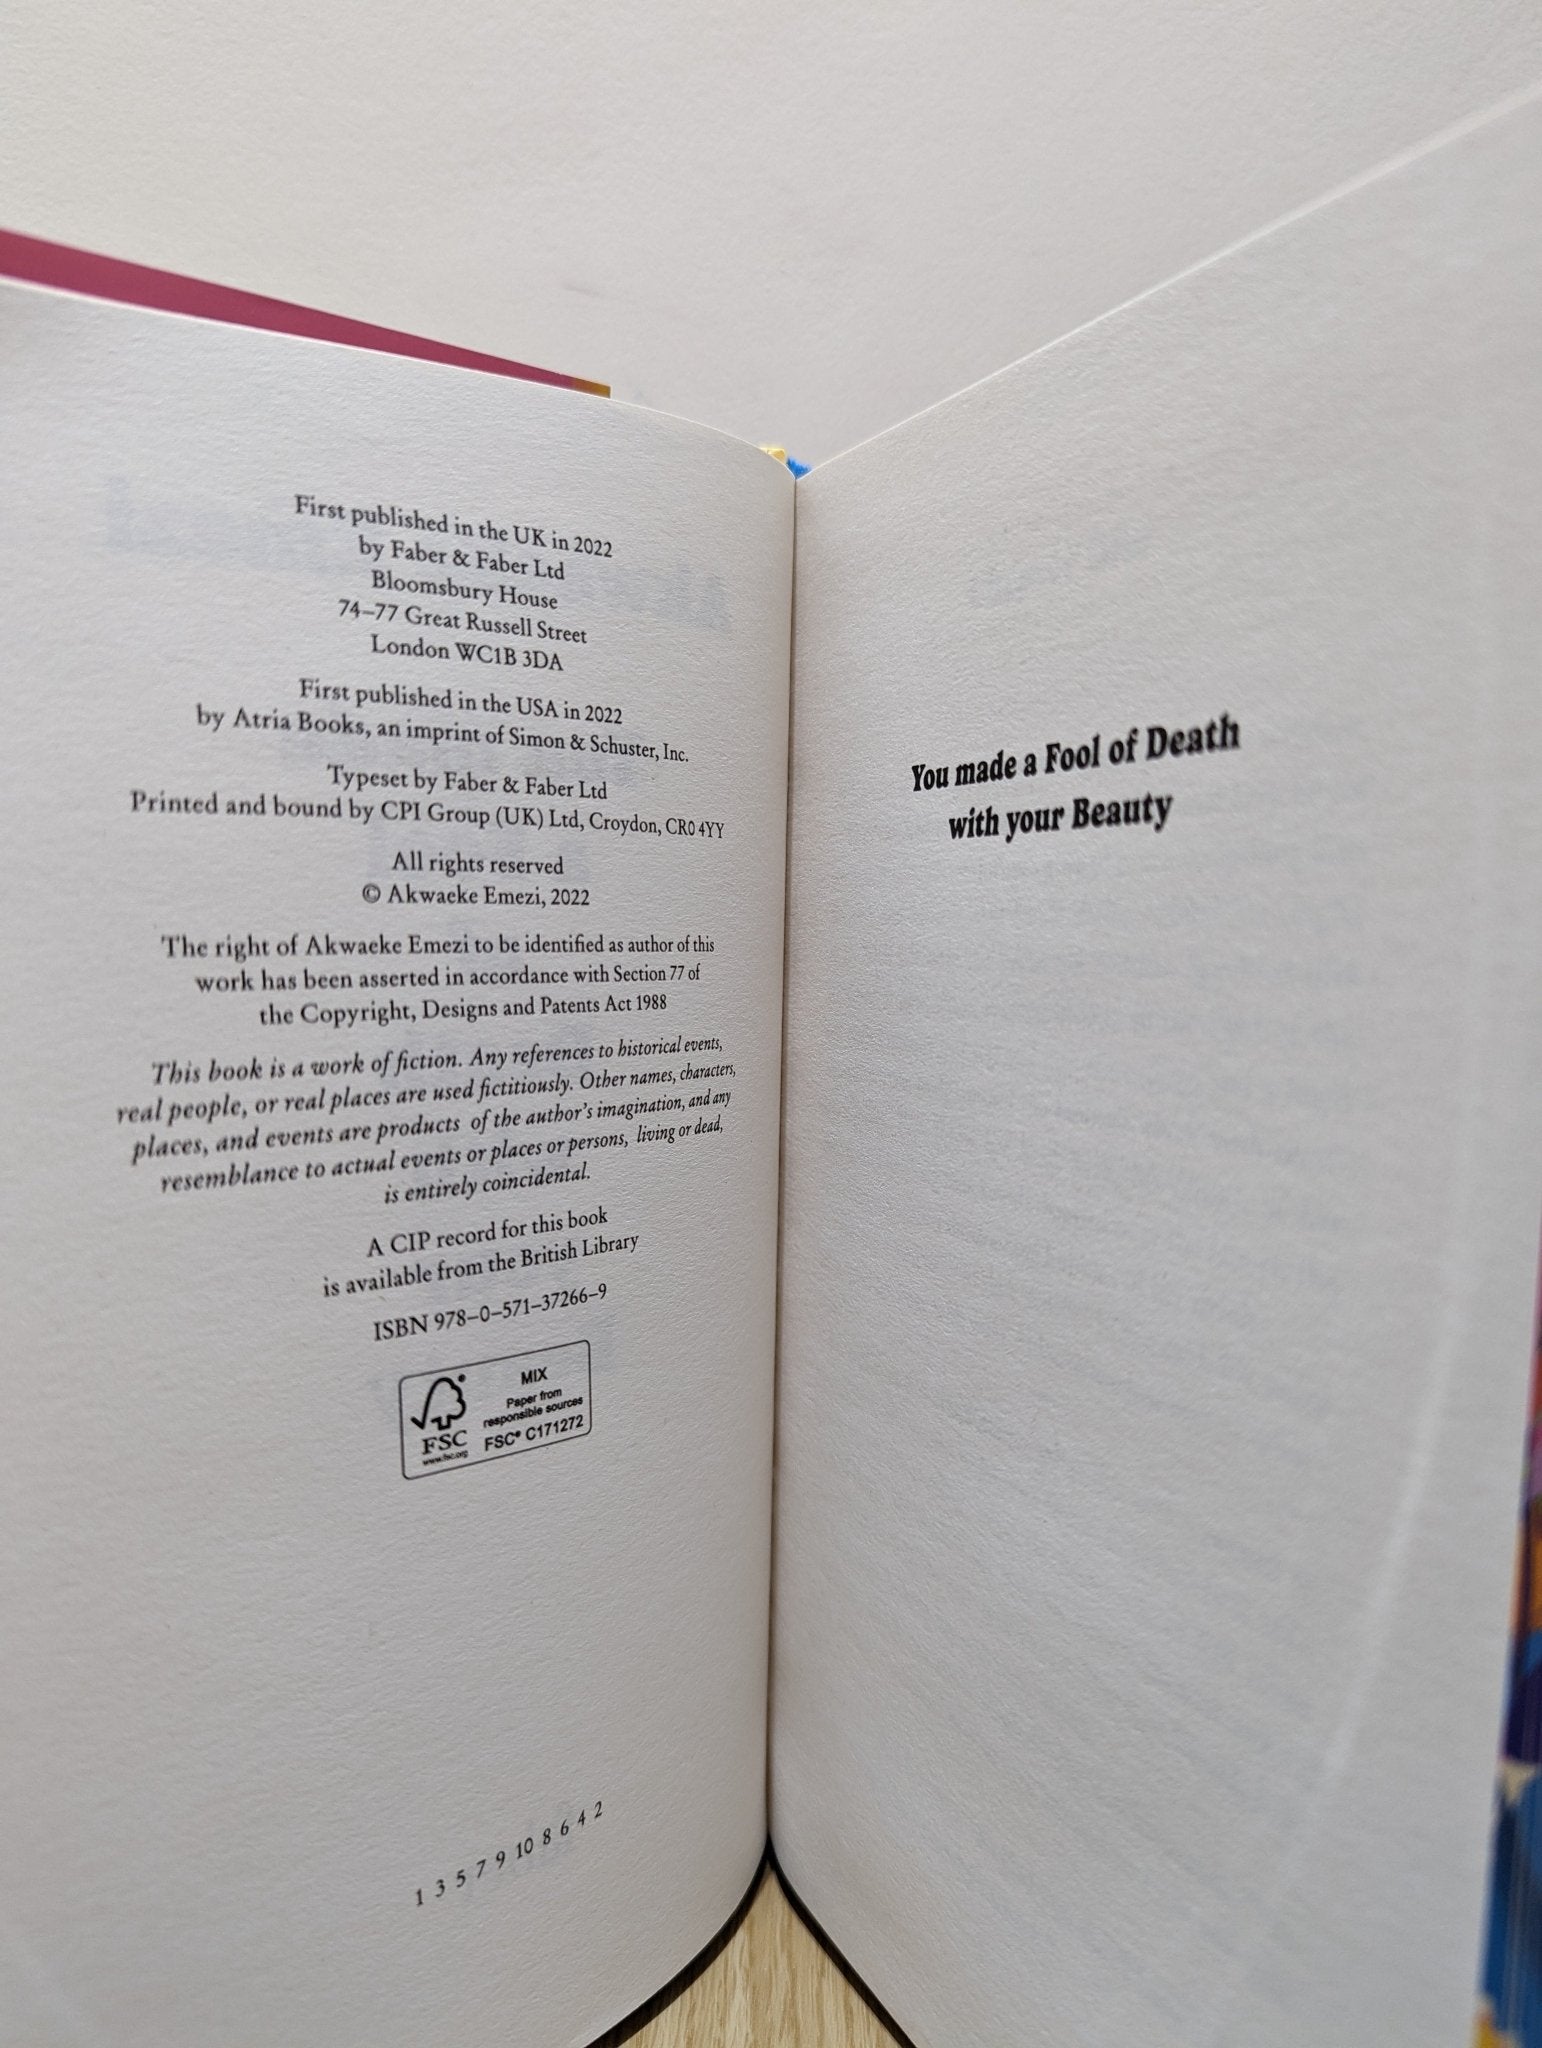 First published in the UK in 2022
by Faber & Faber Ltd
Bloomsbury House
74–77 Great Russell Street
London WC1B 3DA
First published in the USA in 2022
by Atria Books, an imprint of Simon & Schuster, Inc.
Typeset by Faber & Faber Ltd
Printed and bound by CPI Group (UK) Ltd, Croydon, CR0 4YY
All rights reserved
© Akwaeke Emezi, 2022
The right of Akwaeke Emezi to be identified as author of this
work has been asserted in accordance with Section 77 of
the Copyright, Designs and Patents Act 1988
This book is a work of fiction. Any references to historical events,
real people, or real places are used fictitiously. Other names, characters,
places, and events are products of the author's imagination, and any
resemblance to actual events or places or persons, living or dead,
is entirely coincidental.
A CIP record for this book
is available from the British Library
ISBN 978–0–571–37266–9
MIX
Paper from
responsible sources
FSC® C171272
FSC
www.fsc.org
1 3 5 7 9 10 8 6 4 2
You made a Fool of Death
with your Beauty